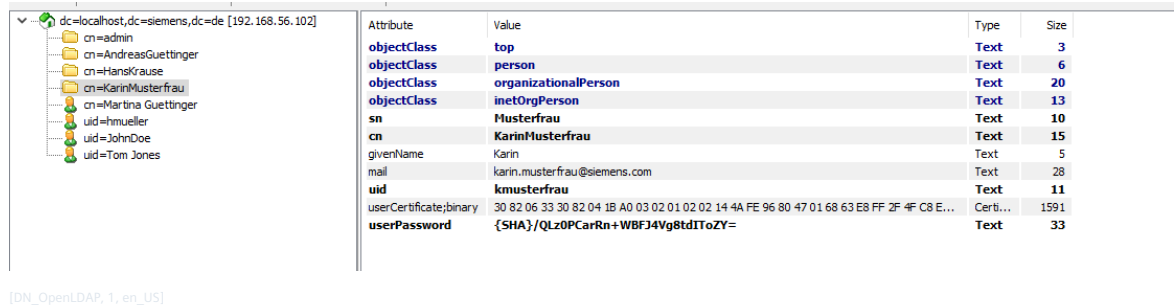 dc=localhost,dc=siemens,dc=de [192.168.56.102]
cn=admin
cn=AndreasGuettinger
cn=HansKrause
cn=KarinMusterfrau
cn=Martina Guettinger
uid=hmueller
uid=JohnDoe
uid=Tom Jones
Attribute Value Type Size
objectClass top Text 3
objectClass person Text 6
objectClass organizationalPerson Text 20
objectClass inetOrgPerson Text 13
sn Musterfrau Text 10
cn KarinMusterfrau Text 15
givenName Karin Text 5
mail karin.musterfrau@siemens.com Text 28
uid kmusterfrau Text 11
userCertificate;binary 30 82 06 33 30 82 04 1B A0 03 02 01 02 02 14 4A FE 96 80 47 01 68 63 E8 FF 2F 4F C8 E... Certi... 1591
userPassword {SHA}/QLz0PCarRn+WBFJ4Vg8tdIToZY= Text 33
[DN_OpenLDAP, 1, en_US]